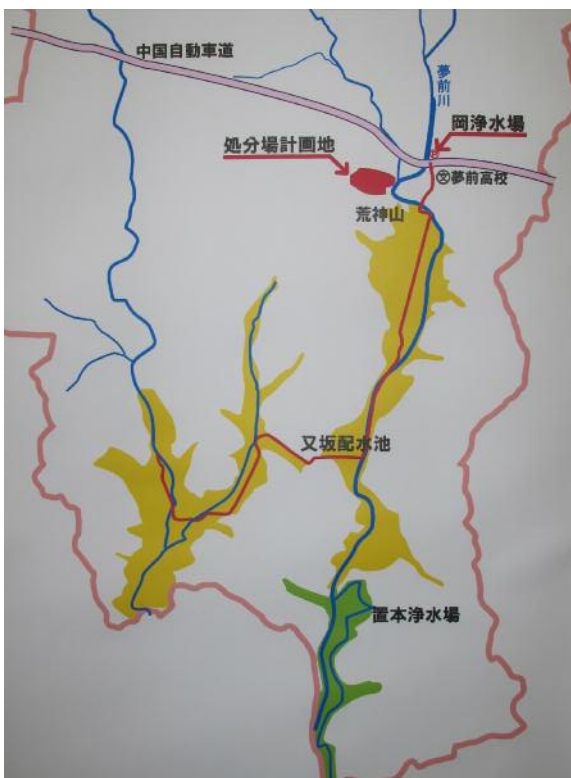 中国自動車道
夢前川
岡浄水場
処分場計画地
文夢前高校
荒神山
又坂配水池
置本浄水場